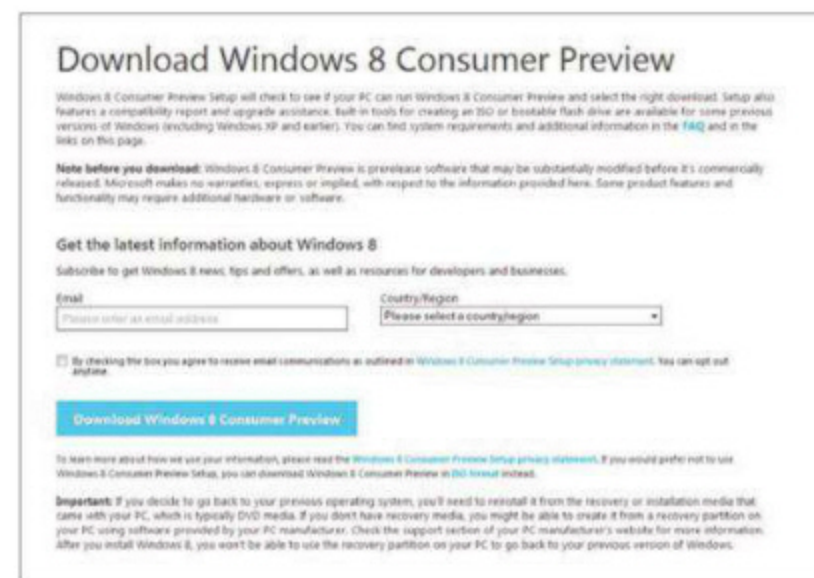 Download Windows 8 Consumer Preview
Windows 8 Consumer Preview Setup will check to see if your PC can run Windows 8 Consumer Preview and select the right download. Setup also
features a compatibility report and upgrade assistance. Built-in tools for creating an ISO or bootable flash drive are available for some previous
versions of Windows (excluding Windows XP and earlier). You can find system requirements and additional information in the FAQ and in the
links on this page.
Note before you download: Windows 8 Consumer Preview is prerelease software that may be substantially modified before it's commercially
released. Microsoft makes no warranties, express or implied, with respect to the information provided here. Some product features and
functionality may require additional hardware or software.
Get the latest information about Windows 8
Subscribe to get Windows 8 news, tips and offers, as well as resources for developers and businesses.
Email Country/Region
Please enter an email address Please select a country/region
By checking the box you agree to receive email communications as outlined in Windows 8 Consumer Preview Setup privacy statement. You can opt out
anytime.
Download Windows 8 Consumer Preview
To learn more about how we use your information, please read the Windows 8 Consumer Preview Setup privacy statement. If you would prefer not to use
Windows 8 Consumer Preview Setup, you can download Windows 8 Consumer Preview in ISO format instead.
Important: If you decide to go back to your previous operating system, you'll need to reinstall it from the recovery or installation media that
came with your PC, which is typically DVD media. If you don't have recovery media, you might be able to create it from a recovery partition on
your PC using software provided by your PC manufacturer. Check the support section of your PC manufacturer's website for more information.
After you install Windows 8, you won't be able to use the recovery partition on your PC to go back to your previous version of Windows.